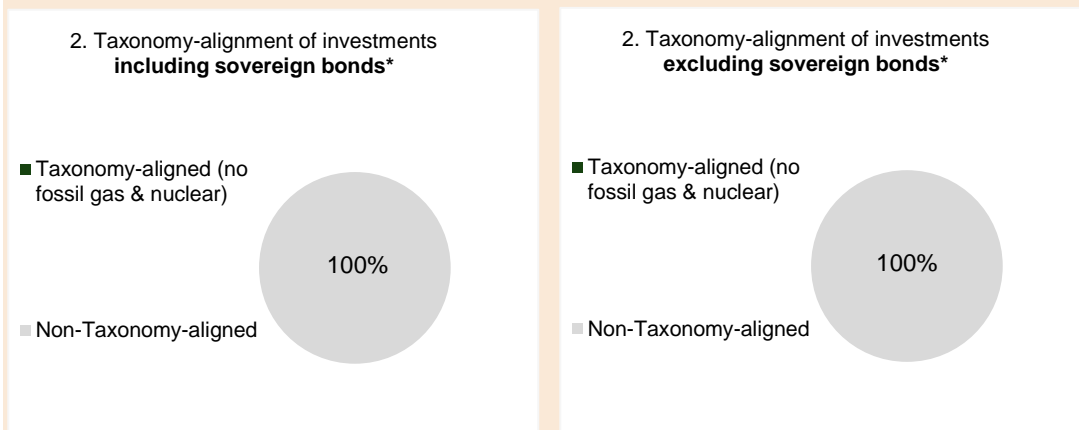 2. Taxonomy-alignment of investments
including sovereign bonds*
Taxonomy-aligned (no
fossil gas & nuclear)
100%
Non-Taxonomy-aligned
2. Taxonomy-alignment of investments
excluding sovereign bonds*
Taxonomy-aligned (no
fossil gas & nuclear)
100%
Non-Taxonomy-aligned